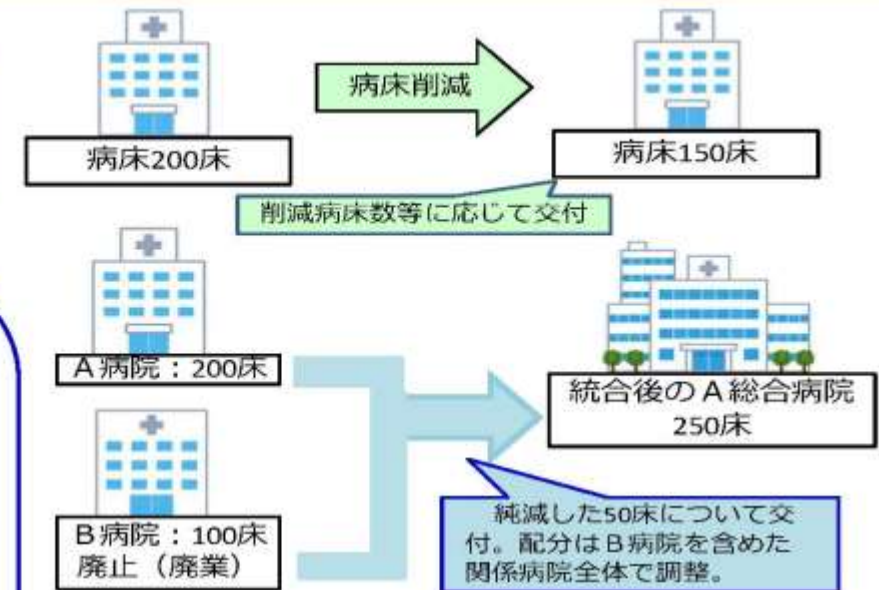 病床削減
病床200床
病床150床
削減病床数等に応じて交付
A病院：200床
統合後のA総合病院
250床
B病院：100床
廃止（廃業）
純減した50床について交
付。配分はB病院を含めた
関係病院全体で調整。